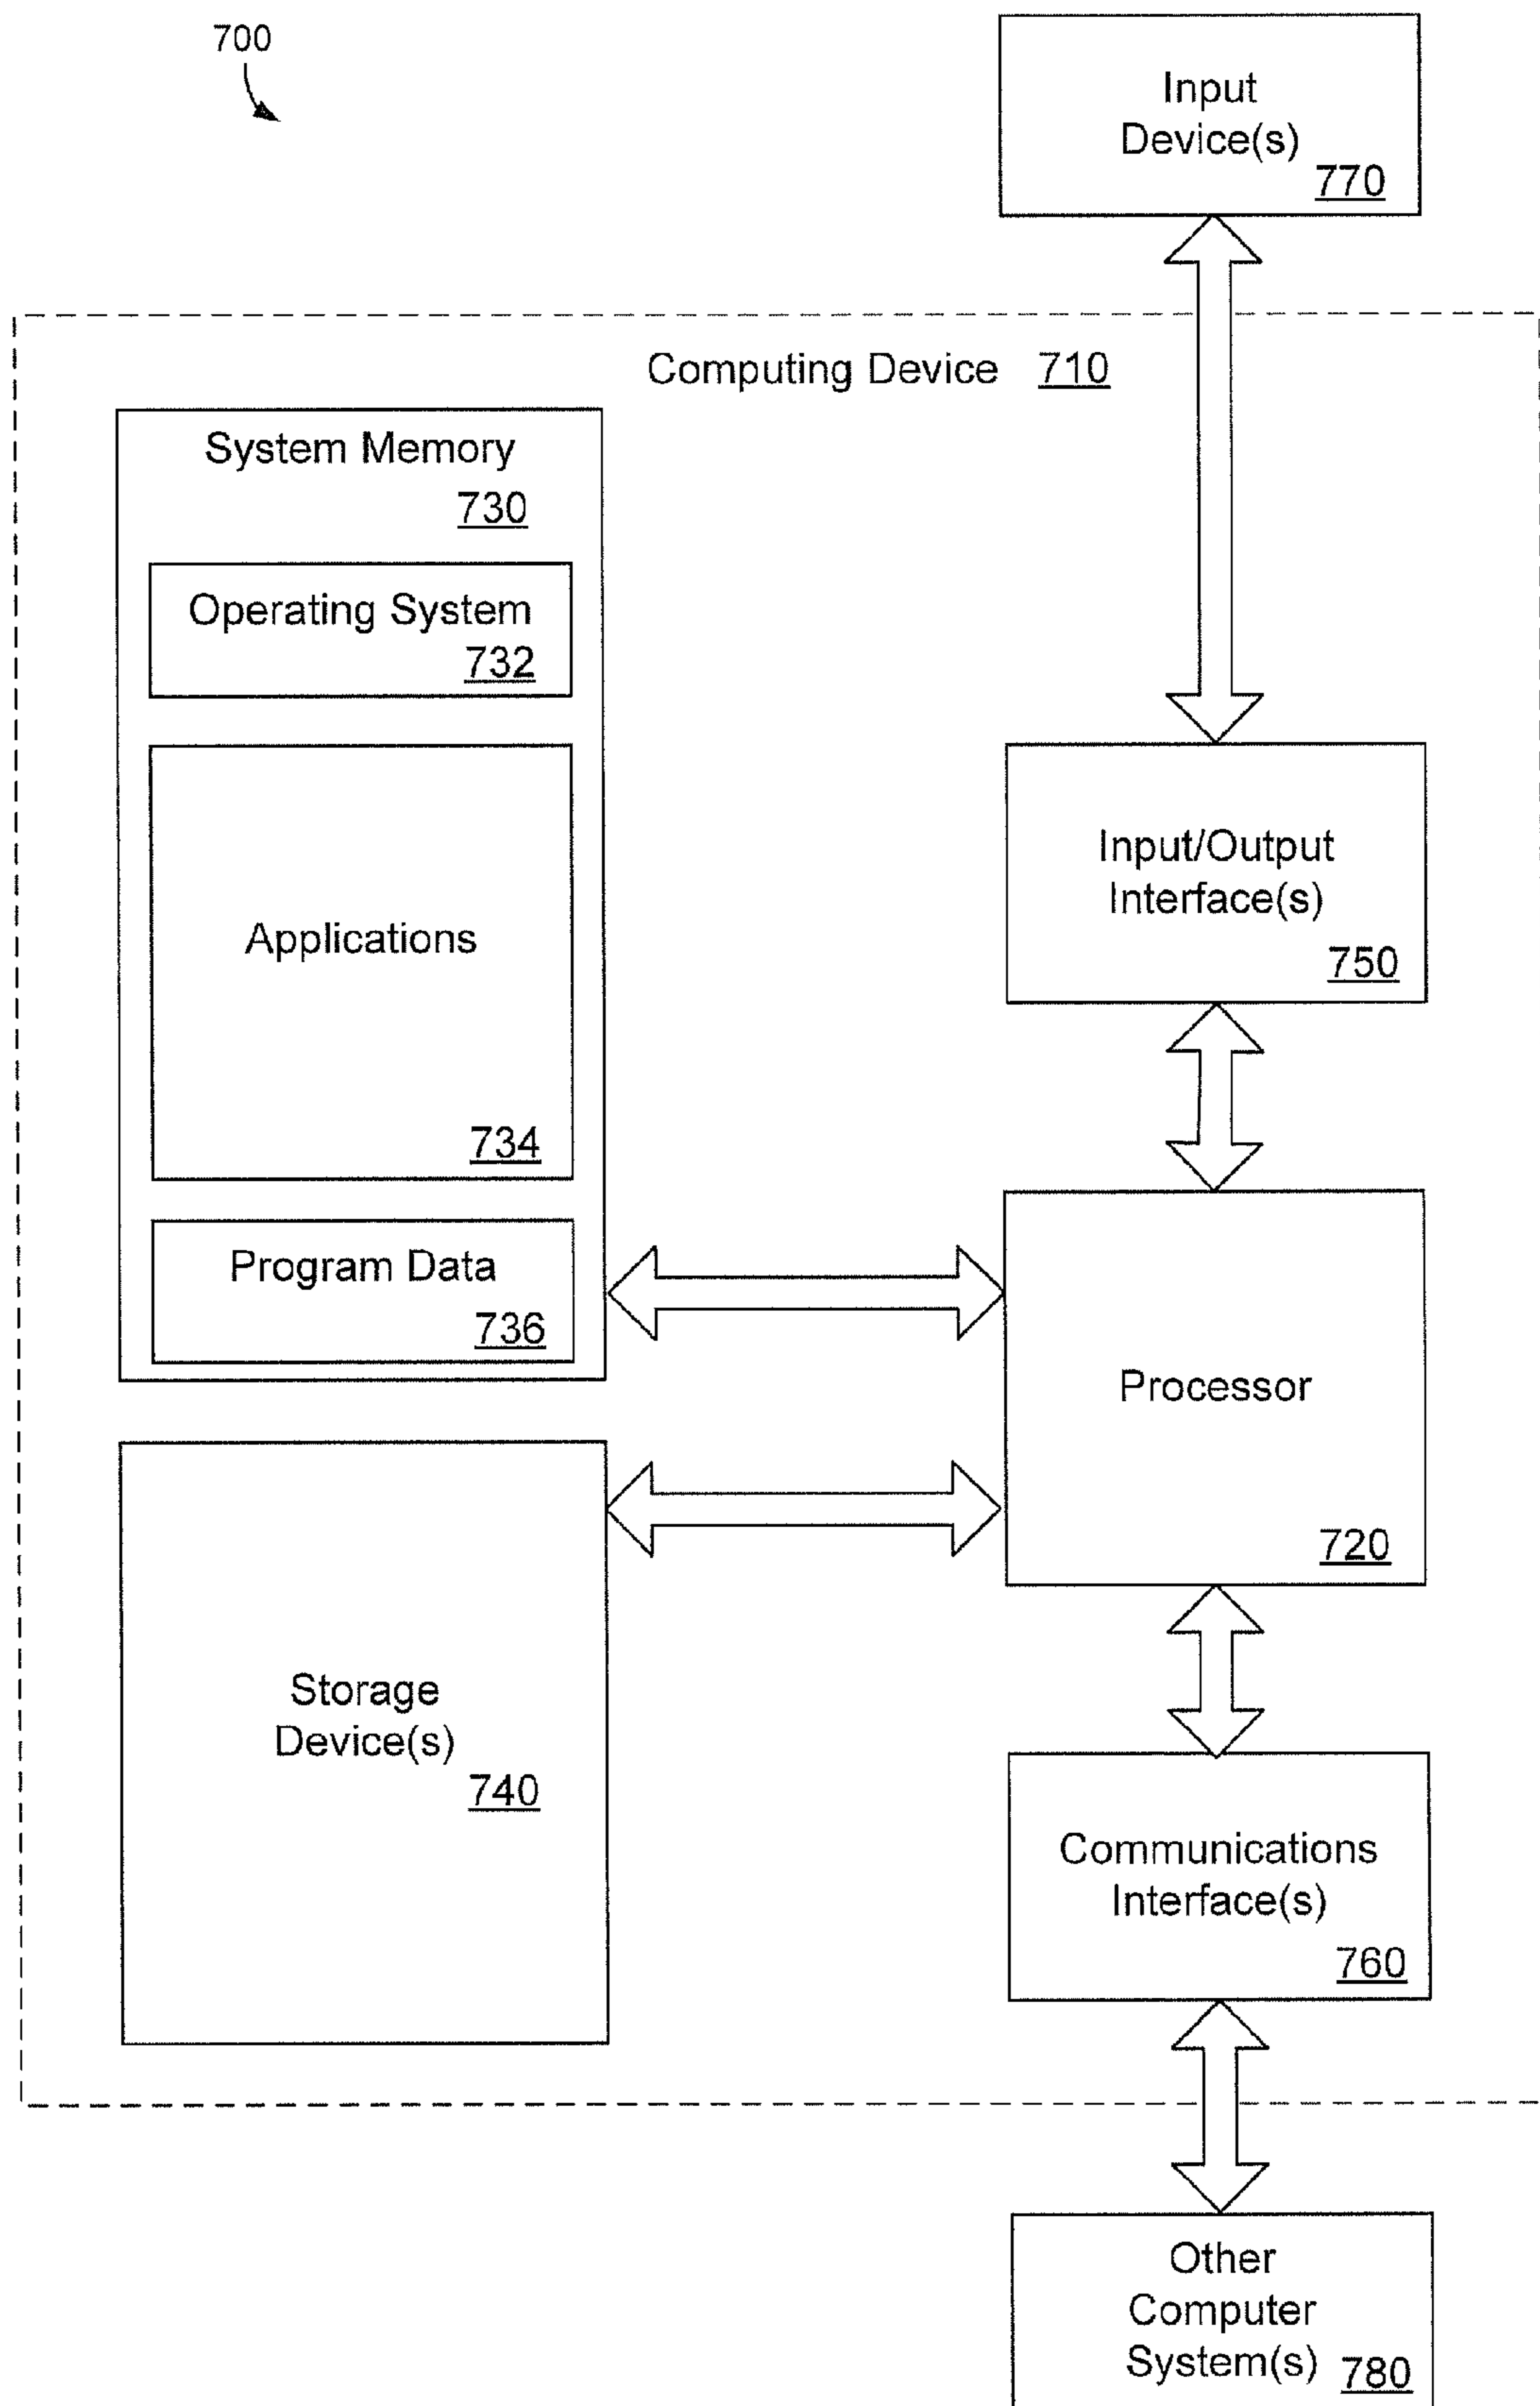 700
Input
Device(s)
770
Computing Device 710
System Memory
730
Operating System
732
Applications
734
Program Data
736
Input/Output
Interface(s)
750
Processor
720
Storage
Device(s)
740
Communications
Interface(s)
760
Other
Computer
System(s) 780